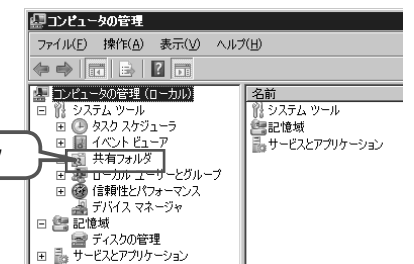 コンピュータの管理
ファイル(F) 操作(A) 表示(V) ヘルプ(H)
コンピュータの管理 (ローカル)
システム ツール
タスク スケジューラ
イベント ビューア
共有フォルダ
ローカル ユーザーとグループ
信頼性とパフォーマンス
デバイス マネージャ
記憶域
ディスクの管理
サービスとアプリケーション
名前
システム ツール
記憶域
サービスとアプリケーション